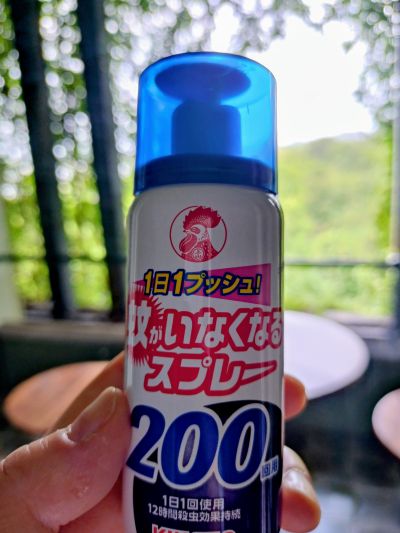 1日1プッシュ!
蚊がいなくなる
スプレー
200
回用
1日1回使用
12時間殺虫効果持続